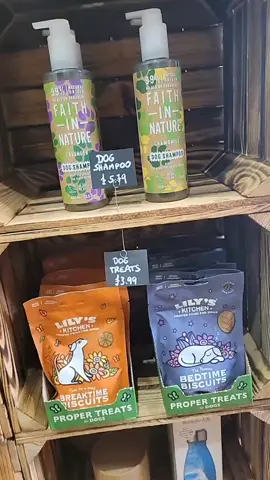 FAITH
—IN—
NATURE
DOG SHAMPOO
FAITH
—IN—
NATURE
DOG SHAMPOO
DOG
SHAMPOO
£5.79
DOG
TREATS
£3.99
LILY'S
KITCHEN
BREAKTIME
BISCUITS
PROPER TREATS
for DOGS
LILY'S
KITCHEN
BEDTIME
BISCUITS
PROPER TREATS
for DOGS